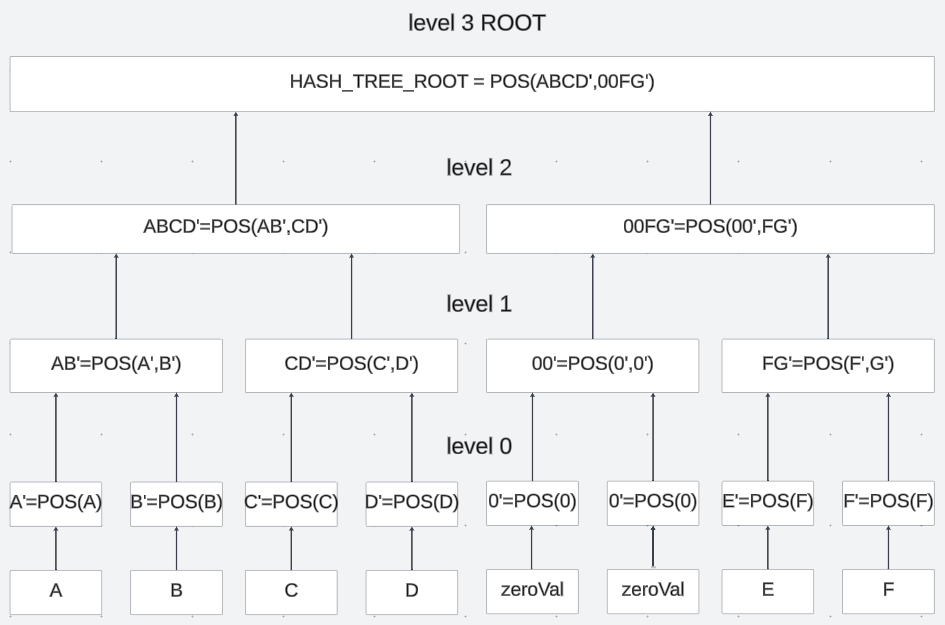 level 3 ROOT
HASH_TREE_ROOT = POS(ABCD',00FG')
level 2
ABCD'=POS(AB',CD')
00FG'=POS(00',FG')
level 1
AB'=POS(A',B')
CD'=POS(C',D')
00'=POS(0',0')
FG'=POS(F',G')
level 0
A'=POS(A)
B'=POS(B)
C'=POS(C)
D'=POS(D)
0'=POS(0)
0'=POS(0)
E'=POS(F)
F'=POS(F)
A
B
C
D
zeroVal
zeroVal
E
F